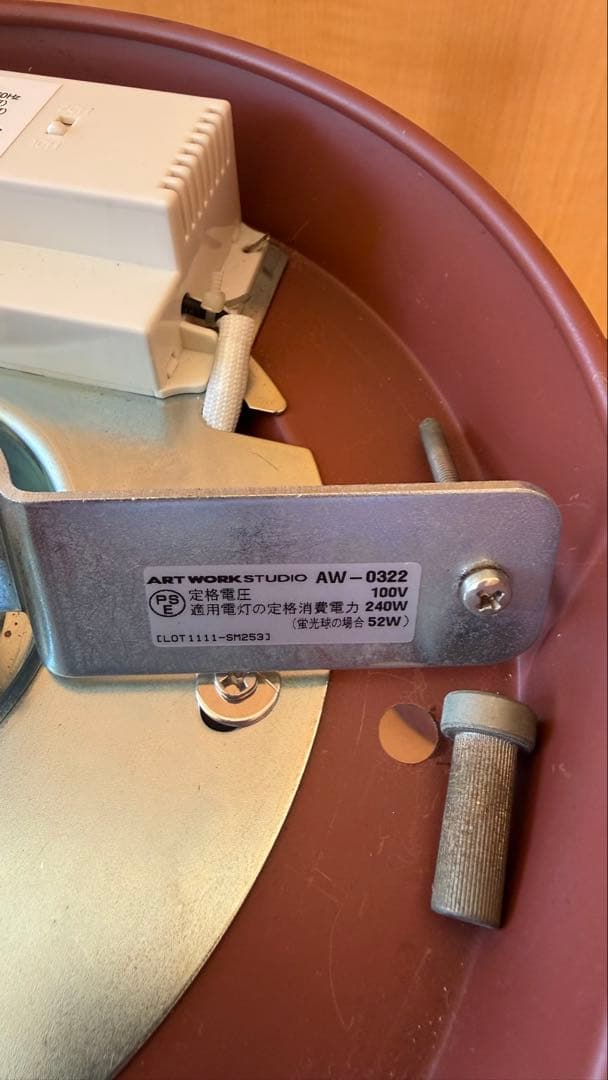 ART WORK STUDIO AW-0322
PS
E
定格電圧 100V
適用電灯の定格消費電力 240W
(蛍光球の場合 52W)
[LOT1111-SM253]